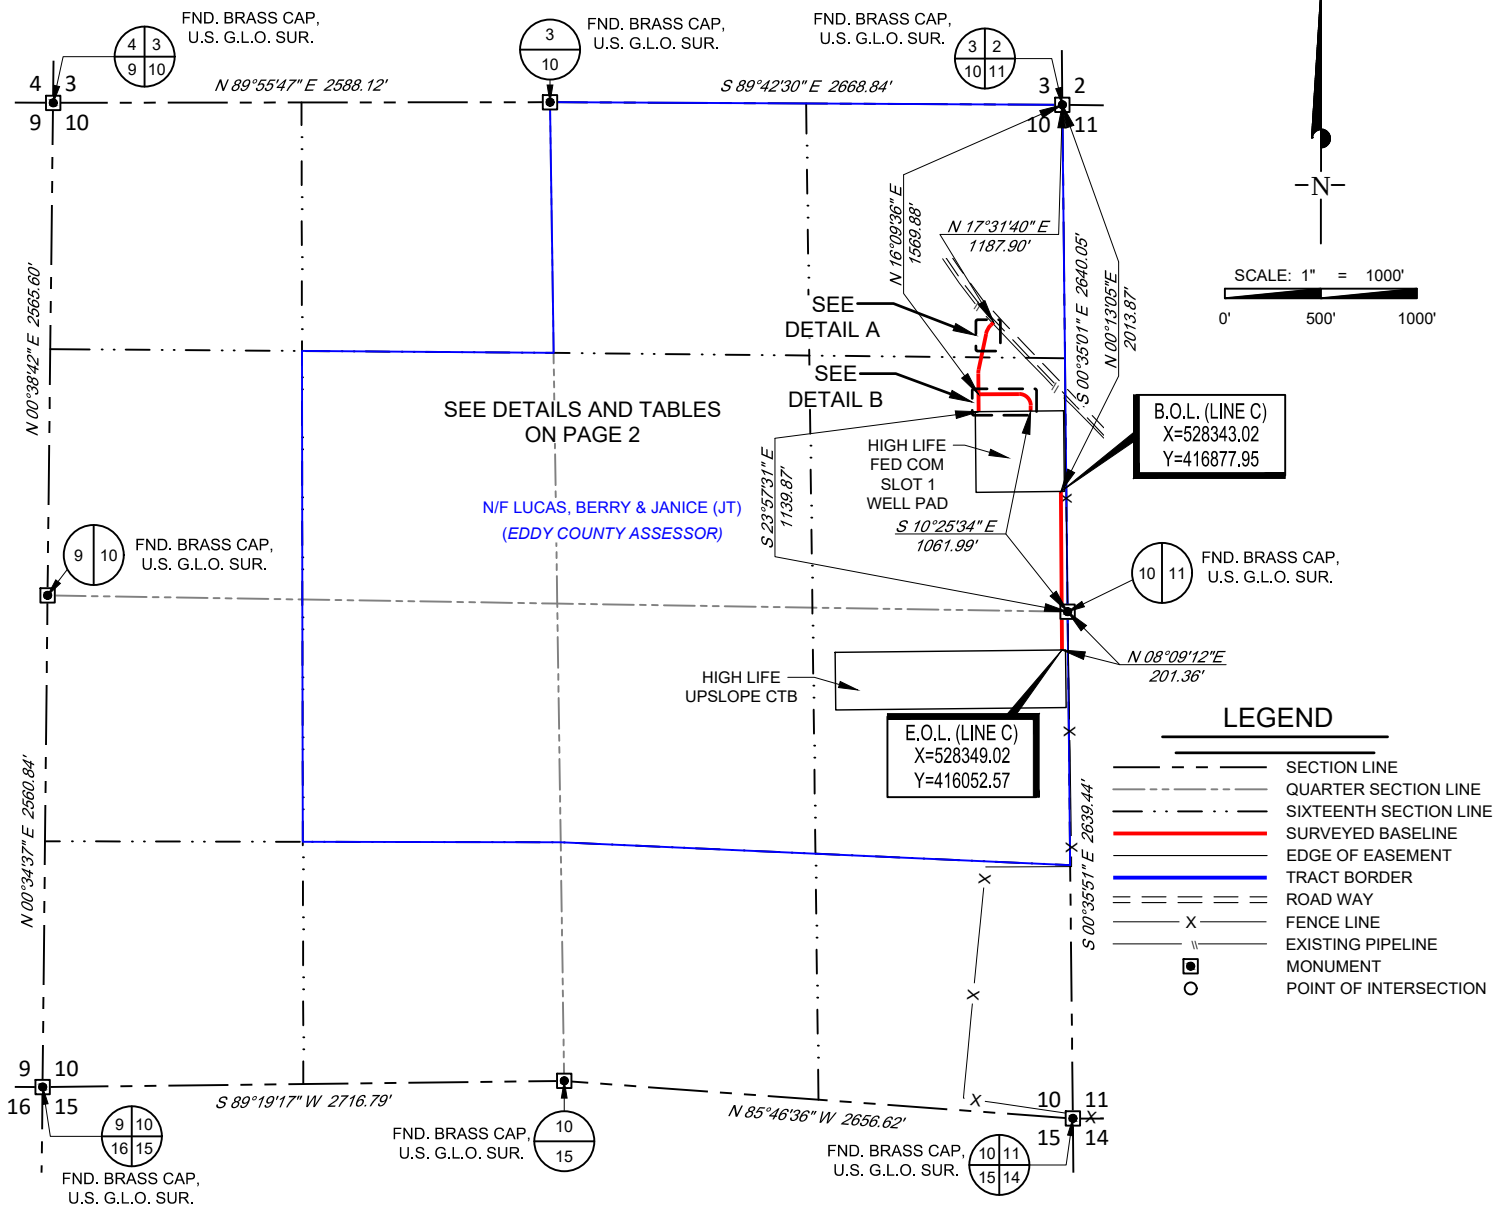 FND. BRASS CAP,
U.S. G.L.O. SUR.
4 3
9 10
3
10
FND. BRASS CAP,
U.S. G.L.O. SUR.
FND. BRASS CAP,
U.S. G.L.O. SUR.
3 2
10 11
N 89°55'47" E 2588.12'
S 89°42'30" E 2668.84'
4 3
9 10
3 2
10 11
N
SCALE: 1" = 1000'
0' 500' 1000'
N 16°09'36" E
1569.88'
N 17°31'40" E
1187.90'
S 00°35'01" E 2640.05'
N 00°13'05"E
2013.87'
N 00°38'42" E 2565.60'
SEE
DETAIL A
SEE
DETAIL B
SEE DETAILS AND TABLES
ON PAGE 2
HIGH LIFE
FED COM
SLOT 1
WELL PAD
B.O.L. (LINE C)
X=528343.02
Y=416877.95
N/F LUCAS, BERRY & JANICE (JT)
(EDDY COUNTY ASSESSOR)
S 23°57'31" E
1139.87'
S 10°25'34" E
1061.99'
9 10
FND. BRASS CAP,
U.S. G.L.O. SUR.
10 11
FND. BRASS CAP,
U.S. G.L.O. SUR.
N 08°09'12"E
201.36'
HIGH LIFE
UPSLOPE CTB
E.O.L. (LINE C)
X=528349.02
Y=416052.57
N 00°34'37" E 2560.84'
S 00°35'51" E 2639.44'
LEGEND
SECTION LINE
QUARTER SECTION LINE
SIXTEENTH SECTION LINE
SURVEYED BASELINE
EDGE OF EASEMENT
TRACT BORDER
ROAD WAY
X FENCE LINE
\\ EXISTING PIPELINE
MONUMENT
POINT OF INTERSECTION
X
X
X
X
X
X
X
9 10
16 15
S 89°19'17" W 2716.79'
N 85°46'36" W 2656.62'
10 11
15 14
9 10
16 15
FND. BRASS CAP,
U.S. G.L.O. SUR.
FND. BRASS CAP,
U.S. G.L.O. SUR.
10
15
FND. BRASS CAP,
U.S. G.L.O. SUR.
10 11
15 14